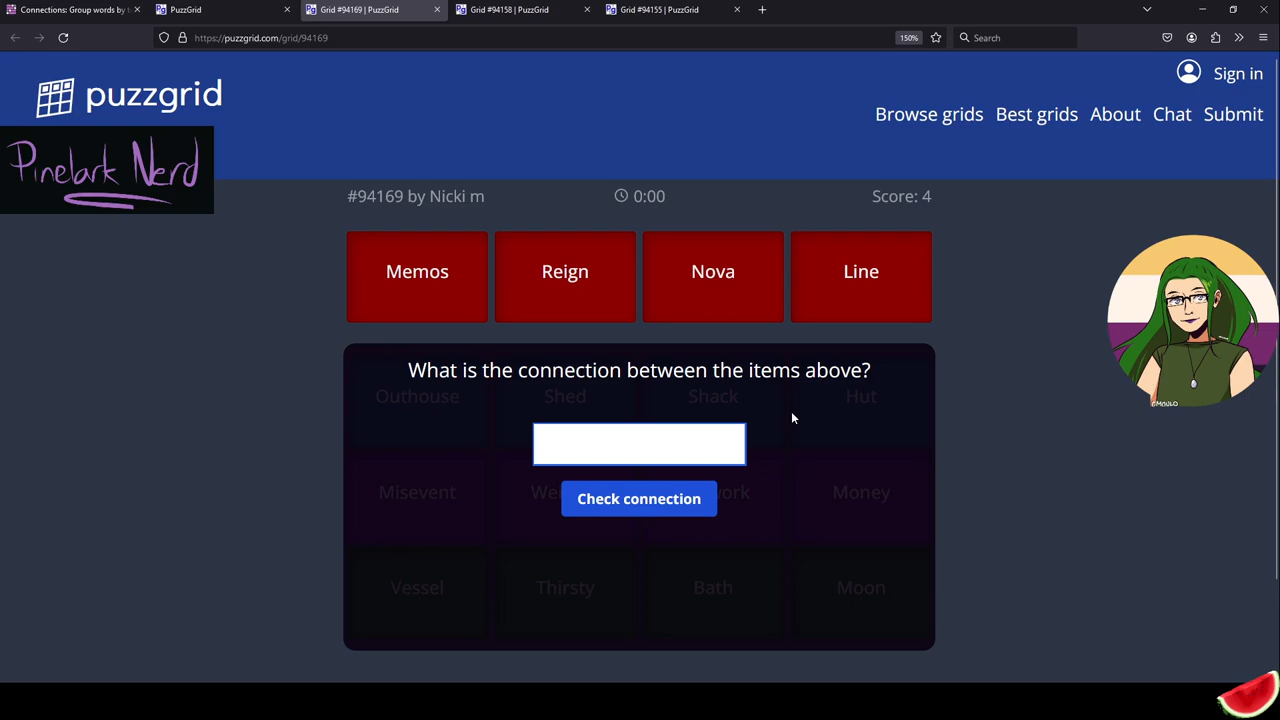 Connections: Group words by t
PuzzGrid
Grid #94169 | PuzzGrid
Grid #94158 | PuzzGrid
Grid #94155 | PuzzGrid
https://puzzgrid.com/grid/94169
150%
Search
puzzgrid
Sign in
Browse grids Best grids About Chat Submit
Pinelark Nerd
#94169 by Nicki m
0:00
Score: 4
Memos Reign Nova Line
What is the connection between the items above?
Outhouse Shed Shack Hut
Check connection
Misevent Money
Vessel Thirsty Bath Moon